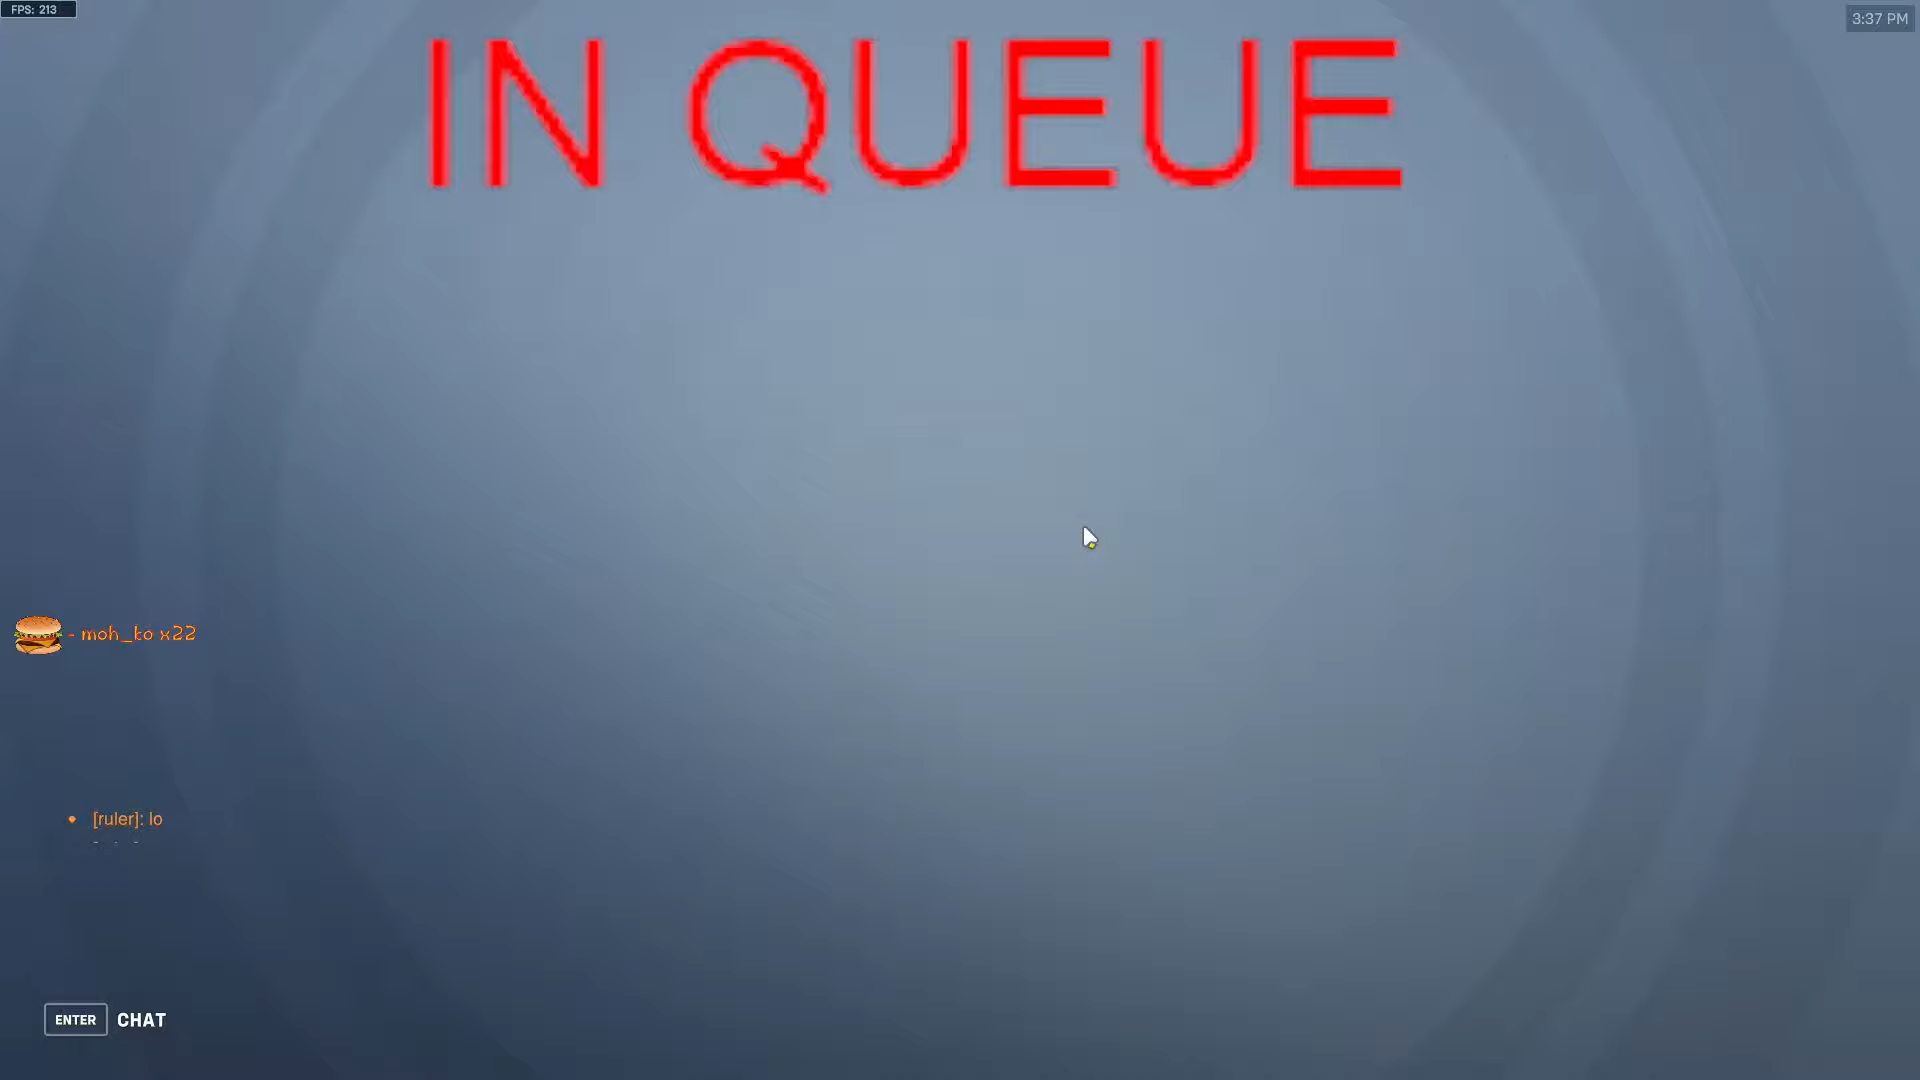 FPS: 213
3:37 PM
IN QUEUE
- moh_ko x22
[ruler]: lo
ENTER CHAT